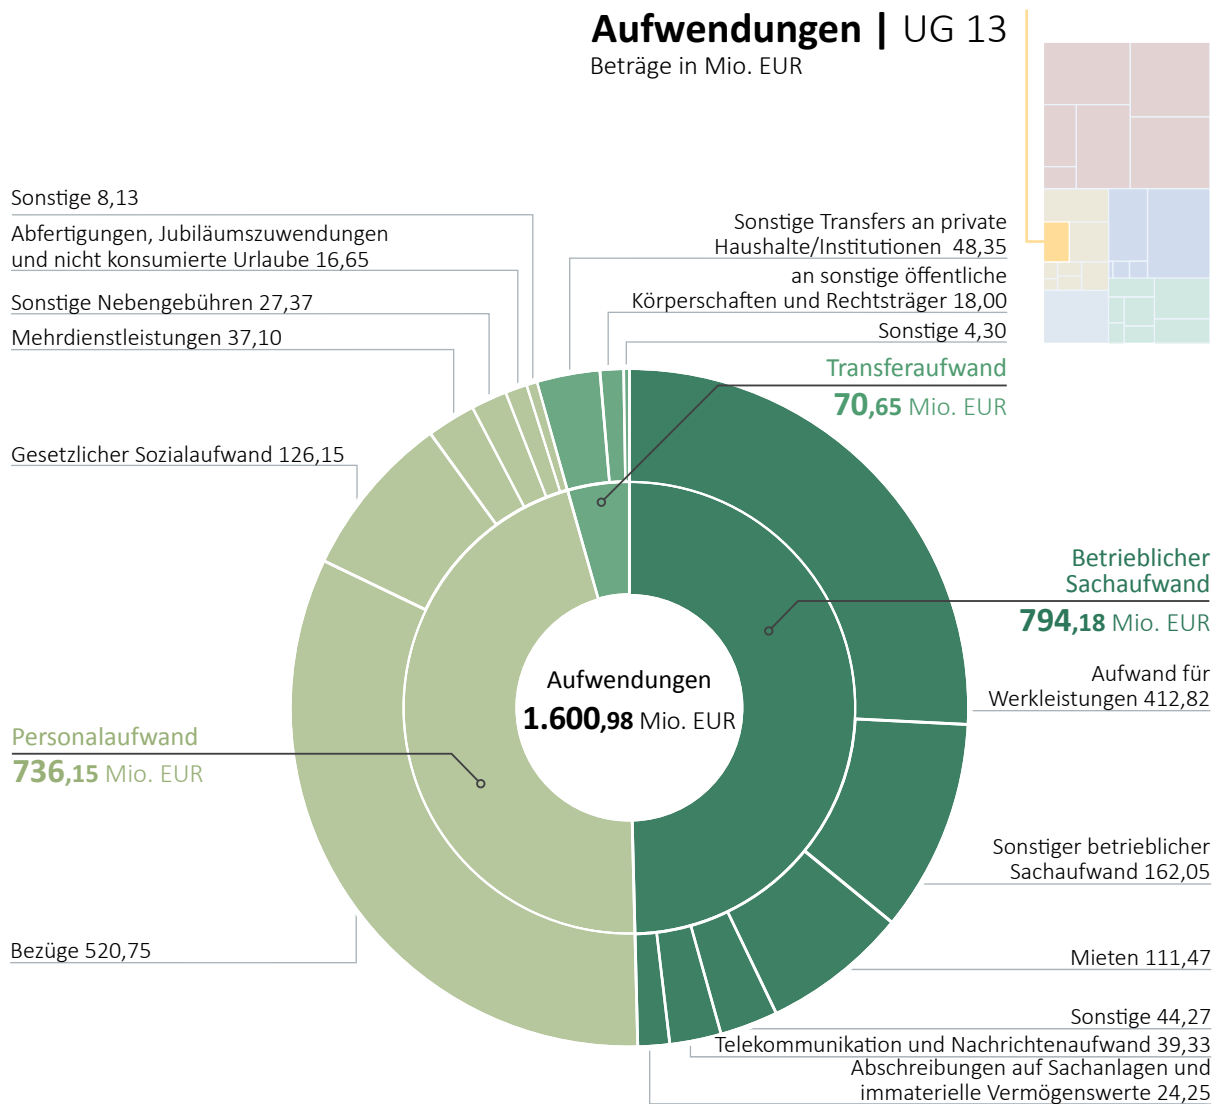 Aufwendungen | UG 13
Beträge in Mio. EUR
Sonstige 8,13
Abfertigungen, Jubiläumszuwendungen
und nicht konsumierte Urlaube 16,65
Sonstige Nebengebühren 27,37
Mehrdienstleistungen 37,10
Gesetzlicher Sozialaufwand 126,15
Personalaufwand
736,15 Mio. EUR
Bezüge 520,75
Sonstige Transfers an private
Haushalte/Institutionen 48,35
an sonstige öffentliche
Körperschaften und Rechtsträger 18,00
Sonstige 4,30
Transferaufwand
70,65 Mio. EUR
Aufwendungen
1.600,98 Mio. EUR
Betrieblicher
Sachaufwand
794,18 Mio. EUR
Aufwand für
Werkleistungen 412,82
Sonstiger betrieblicher
Sachaufwand 162,05
Mieten 111,47
Sonstige 44,27
Telekommunikation und Nachrichtenaufwand 39,33
Abschreibungen auf Sachanlagen und
immaterielle Vermögenswerte 24,25